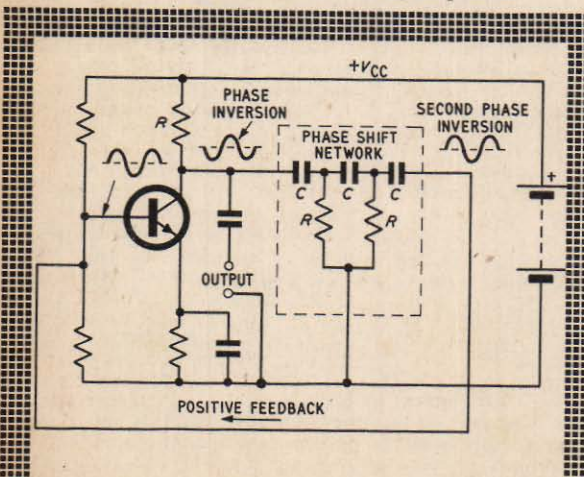 +VCC
PHASE
INVERSION
SECOND PHASE
INVERSION
R
PHASE SHIFT
NETWORK
+
C
C
C
R
R
OUTPUT
POSITIVE FEEDBACK